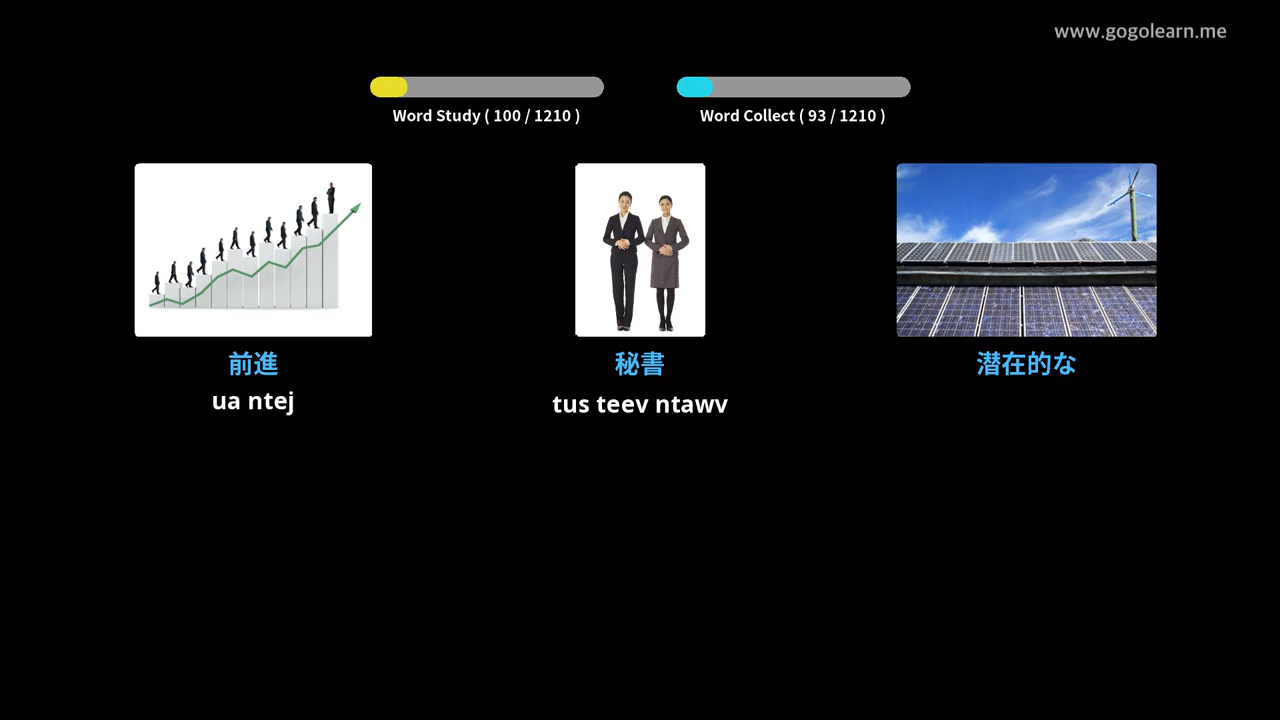 www.gogolearn.me
Word Study ( 100 / 1210 )
Word Collect ( 93 / 1210 )
前進
秘書
潜在的な
ua ntej
tus teev ntawv